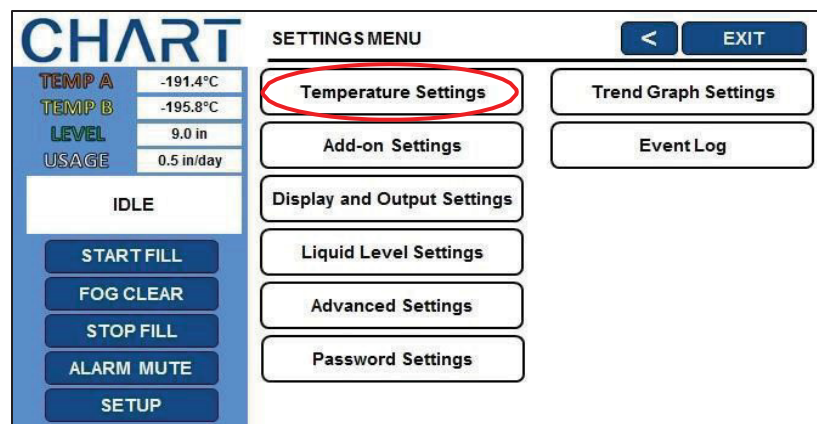 CHART
SETTINGS MENU
<
EXIT
TEMP A
-191.4°C
TEMP B
-195.8°C
LEVEL
9.0 in
USAGE
0.5 in/day
IDLE
START FILL
FOG CLEAR
STOP FILL
ALARM MUTE
SETUP
Temperature Settings
Add-on Settings
Display and Output Settings
Liquid Level Settings
Advanced Settings
Password Settings
Trend Graph Settings
Event Log